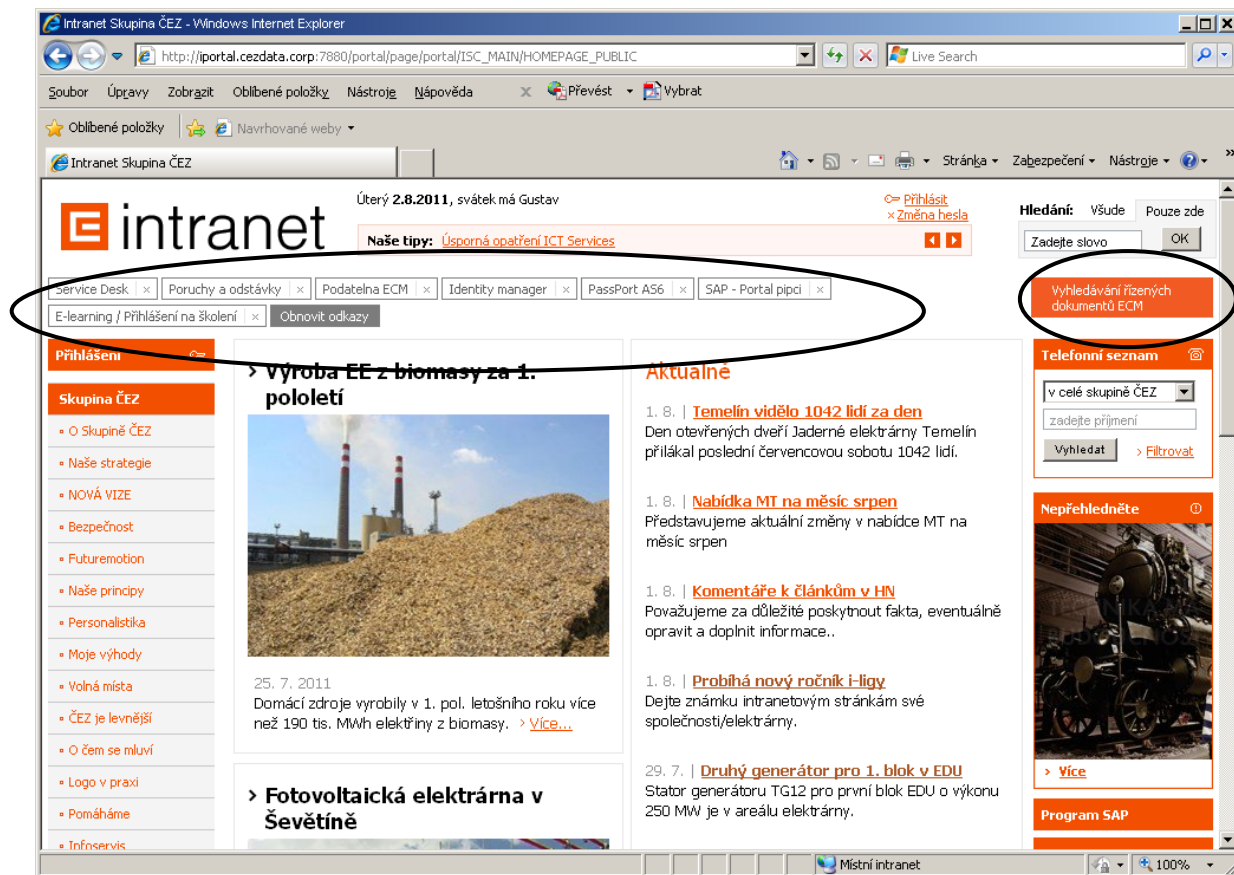 Intranet Skupina ČEZ - Windows Internet Explorer
http://iportal.cezdata.corp:7880/portal/page/portal/ISC_MAIN/HOMEPAGE_PUBLIC
Live Search
Soubor Úpravy Zobrazit Oblíbené položky Nástroje Nápověda x Převést Vybrat
Oblíbené položky Navrhované weby
Intranet Skupina ČEZ
Stránka Zabezpečení Nástroje »
intranet
Úterý 2.8.2011, svátek má Gustav
Přihlásit
× Změna hesla
Naše tipy: Úsporná opatření ICT Services
Hledání: Všude Pouze zde
Zadejte slovo OK
Service Desk × Poruchy a odstávky × Podatelna ECM × Identity manager × PassPort AS6 × SAP - Portal pipci ×
E-learning / Přihlášení na školení × Obnovit odkazy
Vyhledávání řízených
dokumentů ECM
Přihlášení
Skupina ČEZ
O Skupině ČEZ
Naše strategie
NOVÁ VIZE
Bezpečnost
Futuremotion
Naše principy
Personalistika
Moje výhody
Volná místa
ČEZ je levnější
O čem se mluví
Logo v praxi
Pomáháme
Infoservis
› Výroba EE z biomasy za 1.
pololetí
25. 7. 2011
Domácí zdroje vyrobily v 1. pol. letošního roku více
než 190 tis. MWh elektřiny z biomasy. › Více...
› Fotovoltaická elektrárna v
Ševětíně
Aktuálně
1. 8. | Temelín vidělo 1042 lidí za den
Den otevřených dveří Jaderné elektrárny Temelín
přilákal poslední červencovou sobotu 1042 lidí.
1. 8. | Nabídka MT na měsíc srpen
Představujeme aktuální změny v nabídce MT na
měsíc srpen
1. 8. | Komentáře k článkům v HN
Považujeme za důležité poskytnout fakta, eventuálně
opravit a doplnit informace..
1. 8. | Probíhá nový ročník i-ligy
Dejte známku intranetovým stránkám své
společnosti/elektrárny.
29. 7. | Druhý generátor pro 1. blok v EDU
Stator generátoru TG12 pro první blok EDU o výkonu
250 MW je v areálu elektrárny.
Telefonní seznam
v celé skupině ČEZ
zadejte příjmení
Vyhledat › Filtrovat
Nepřehlédněte
› Více
Program SAP
Místní intranet 100%